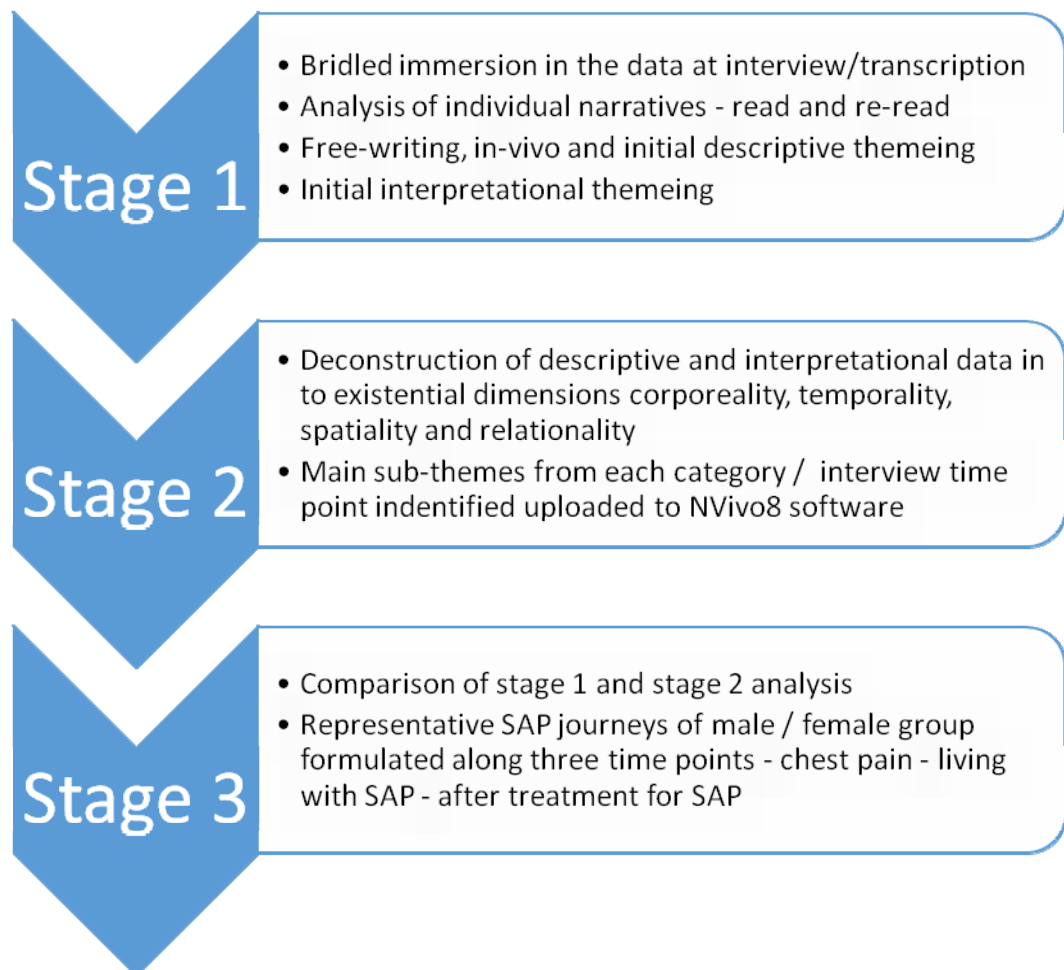 Stage 1
• Bridled immersion in the data at interview/transcription
• Analysis of individual narratives - read and re-read
• Free-writing, in-vivo and initial descriptive themeing
• Initial interpretational themeing
Stage 2
• Deconstruction of descriptive and interpretational data in
to existential dimensions corporeality, temporality,
spatiality and relationality
• Main sub-themes from each category / interview time
point indentified uploaded to NVivo8 software
Stage 3
• Comparison of stage 1 and stage 2 analysis
• Representative SAP journeys of male / female group
formulated along three time points - chest pain - living
with SAP - after treatment for SAP